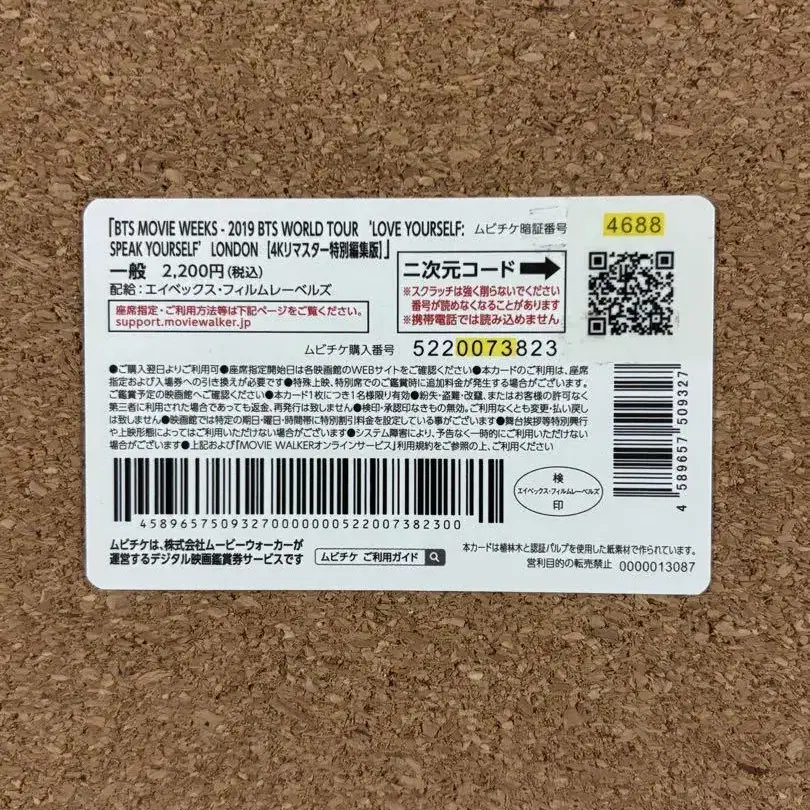 「BTS MOVIE WEEKS - 2019 BTS WORLD TOUR 'LOVE YOURSELF:
SPEAK YOURSELF' LONDON [4Kリマスター特別編集版]」
一般 2,200円(税込)
配給:エイベックス・フィルムレーベルズ
座席指定・ご利用方法等は下記ページをご覧ください。
support.moviewalker.jp
ムビチケ暗証番号 4688
二次元コード
※スクラッチは強く削らないでください
番号が読めなくなることがあります
※携帯電話では読み込めません
ムビチケ購入番号 5220073823
●ご購入翌日よりご利用可●座席指定開始日は各映画館のWEBサイトをご確認ください。●本カードのご利用は、座席
指定および入場券への引き換えが必要です●特殊上映、特別席でのご鑑賞時に追加料金が発生する場合がございます。
ご鑑賞予定の映画館へご確認ください●本カード1枚につき1名様限り有効●紛失・盗難・改竄、またはお客様の許可なく
第三者に利用された場合であっても返金、再発行は致しません●検印・承認印なきもの無効。ご利用なくとも変更・払い戻し
は致しません●映画館では特定の期日・曜日・時間帯に特別割引料金を設定している事がございます●舞台挨拶等特別興行
や上映形態によってはご利用いただけない場合がございます●システム障害により、予告なく一時的にご利用いただけない
場合がございます●上記および「MOVIE WALKERオンラインサービス」利用規約をご参照の上、ご利用ください
45896575093270000000522007382300
検
エイベックス・フィルムレーベルズ
印
4 589657 509327
ムビチケは、株式会社ムービーウォーカーが
運営するデジタル映画鑑賞券サービスです
ムビチケ ご利用ガイド
本カードは植林木と認証パルプを使用した紙素材で作られています。
営利目的の転売禁止 0000013087